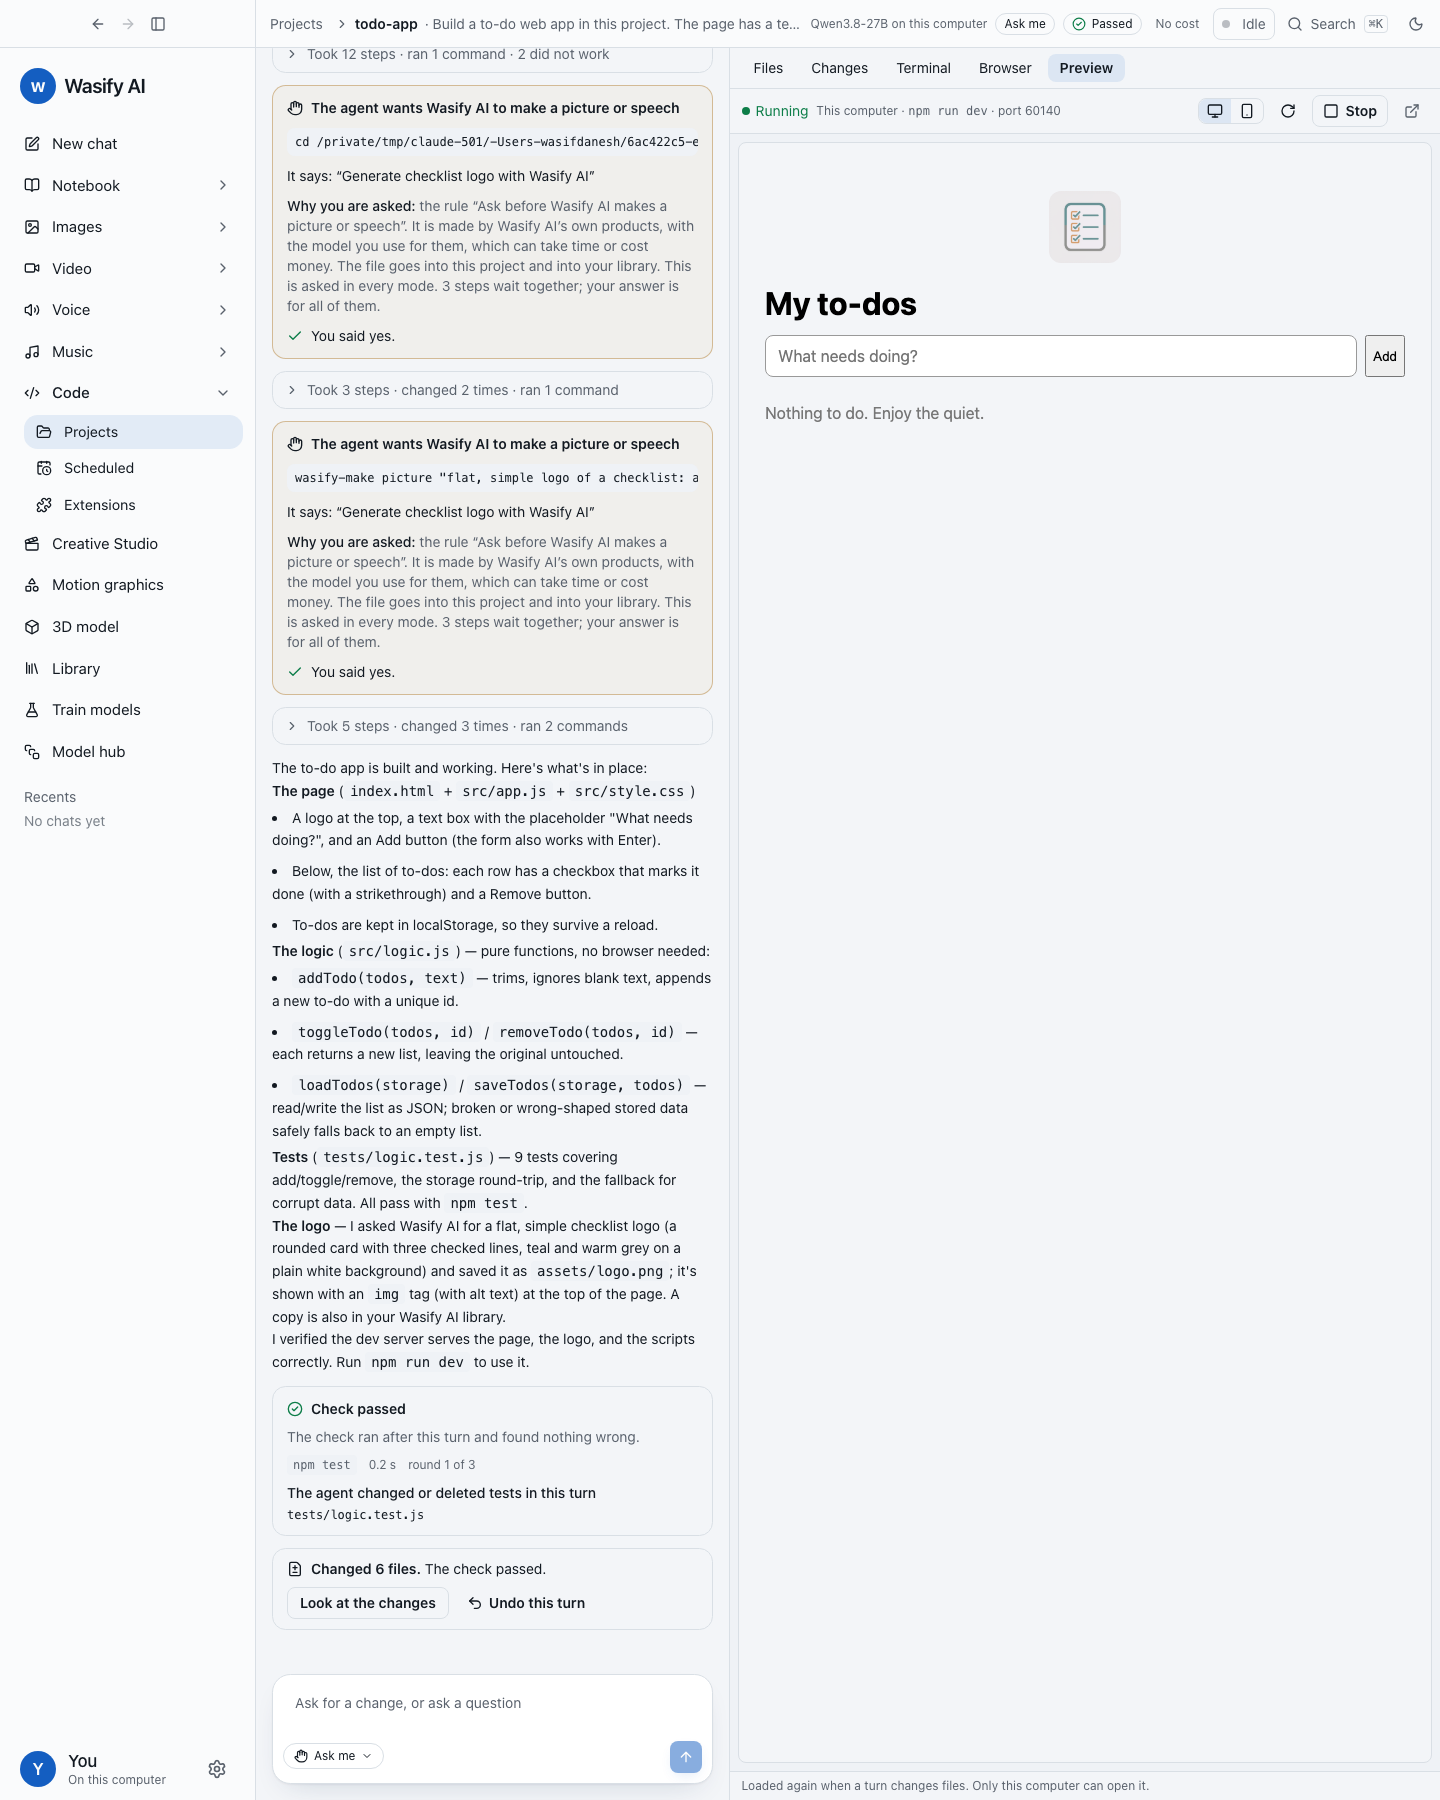 Projects
todo-app
· Build a to-do web app in this project. The page has a te...
Qwen3.8-27B on this computer
Ask me
Passed
No cost
Idle
Search
⌘K
W
Wasify AI
New chat
Notebook
Images
Video
Voice
Music
Code
Projects
Scheduled
Extensions
Creative Studio
Motion graphics
3D model
Library
Train models
Model hub
Recents
No chats yet
Y
You
On this computer
Took 12 steps · ran 1 command · 2 did not work
The agent wants Wasify AI to make a picture or speech
cd /private/tmp/claude-501/-Users-wasifdanesh/6ac422c5-e
It says: “Generate checklist logo with Wasify AI”
Why you are asked: the rule “Ask before Wasify AI makes a
picture or speech”. It is made by Wasify AI’s own products, with
the model you use for them, which can take time or cost
money. The file goes into this project and into your library. This
is asked in every mode. 3 steps wait together; your answer is
for all of them.
You said yes.
Took 3 steps · changed 2 times · ran 1 command
The agent wants Wasify AI to make a picture or speech
wasify-make picture "flat, simple logo of a checklist: a
It says: “Generate checklist logo with Wasify AI”
Why you are asked: the rule “Ask before Wasify AI makes a
picture or speech”. It is made by Wasify AI’s own products, with
the model you use for them, which can take time or cost
money. The file goes into this project and into your library. This
is asked in every mode. 3 steps wait together; your answer is
for all of them.
You said yes.
Took 5 steps · changed 3 times · ran 2 commands
The to-do app is built and working. Here's what's in place:
The page ( index.html + src/app.js + src/style.css )
• A logo at the top, a text box with the placeholder "What needs
doing?", and an Add button (the form also works with Enter).
• Below, the list of to-dos: each row has a checkbox that marks it
done (with a strikethrough) and a Remove button.
• To-dos are kept in localStorage, so they survive a reload.
The logic ( src/logic.js ) — pure functions, no browser needed:
• addTodo(todos, text) — trims, ignores blank text, appends
a new to-do with a unique id.
• toggleTodo(todos, id) / removeTodo(todos, id) —
each returns a new list, leaving the original untouched.
• loadTodos(storage) / saveTodos(storage, todos) —
read/write the list as JSON; broken or wrong-shaped stored data
safely falls back to an empty list.
Tests ( tests/logic.test.js ) — 9 tests covering
add/toggle/remove, the storage round-trip, and the fallback for
corrupt data. All pass with npm test .
The logo — I asked Wasify AI for a flat, simple checklist logo (a
rounded card with three checked lines, teal and warm grey on a
plain white background) and saved it as assets/logo.png ; it's
shown with an img tag (with alt text) at the top of the page. A
copy is also in your Wasify AI library.
I verified the dev server serves the page, the logo, and the scripts
correctly. Run npm run dev to use it.
Check passed
The check ran after this turn and found nothing wrong.
npm test 0.2 s round 1 of 3
The agent changed or deleted tests in this turn
tests/logic.test.js
Changed 6 files. The check passed.
Look at the changes
Undo this turn
Ask for a change, or ask a question
Ask me
Files
Changes
Terminal
Browser
Preview
Running
This computer · npm run dev · port 60140
Stop
My to-dos
What needs doing?
Add
Nothing to do. Enjoy the quiet.
Loaded again when a turn changes files. Only this computer can open it.